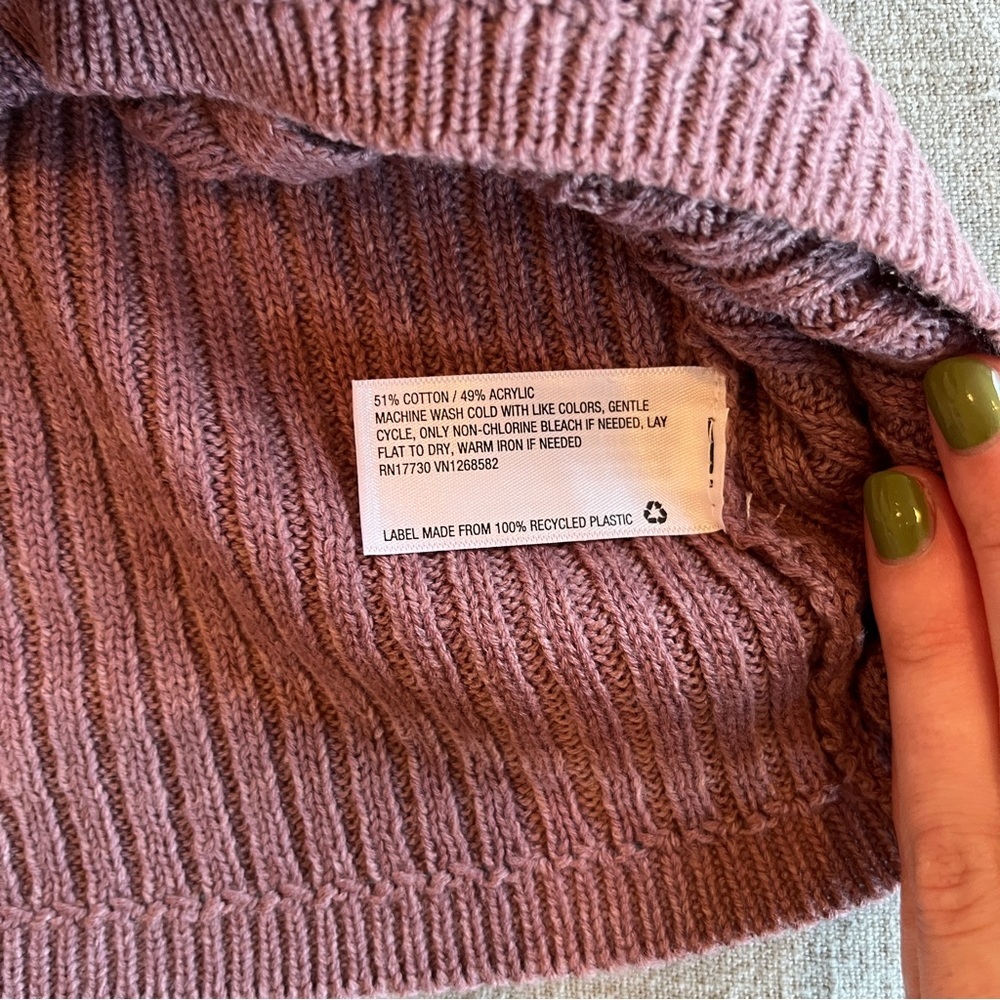 51% COTTON / 49% ACRYLIC
MACHINE WASH COLD WITH LIKE COLORS, GENTLE
CYCLE, ONLY NON-CHLORINE BLEACH IF NEEDED, LAY
FLAT TO DRY, WARM IRON IF NEEDED
RN17730 VN1268582
LABEL MADE FROM 100% RECYCLED PLASTIC